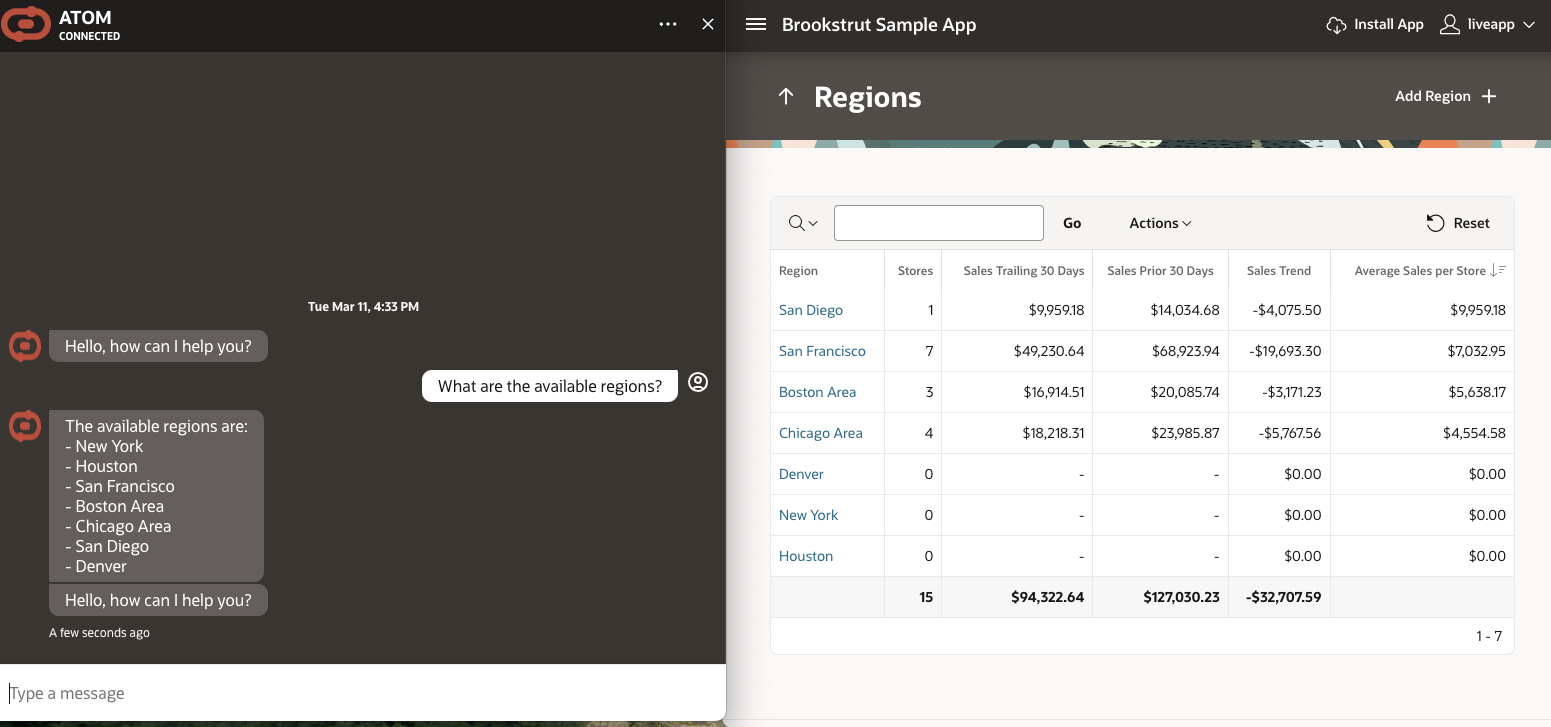 ATOM
CONNECTED
Tue Mar 11, 4:33 PM
Hello, how can I help you?
What are the available regions?
The available regions are:
- New York
- Houston
- San Francisco
- Boston Area
- Chicago Area
- San Diego
- Denver
Hello, how can I help you?
A few seconds ago
Type a message
Brookstrut Sample App
Install App
liveapp
Regions
Add Region
Go
Actions
Reset
Region Stores Sales Trailing 30 Days Sales Prior 30 Days Sales Trend Average Sales per Store
San Diego 1 $9,959.18 $14,034.68 -$4,075.50 $9,959.18
San Francisco 7 $49,230.64 $68,923.94 -$19,693.30 $7,032.95
Boston Area 3 $16,914.51 $20,085.74 -$3,171.23 $5,638.17
Chicago Area 4 $18,218.31 $23,985.87 -$5,767.56 $4,554.58
Denver 0 - - $0.00 $0.00
New York 0 - - $0.00 $0.00
Houston 0 - - $0.00 $0.00
15 $94,322.64 $127,030.23 -$32,707.59
1 - 7